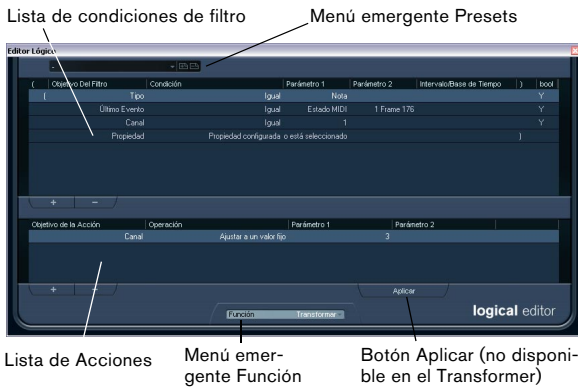 Lista de condiciones de filtro
Menú emergente Presets
Editor Lógico
-
( Objetivo Del Filtro Condición Parámetro 1 Parámetro 2 Intervalo/Base de Tiempo ) bool
( Tipo Igual Nota Y
Último Evento Igual Estado MIDI 1 Frame 176 Y
Canal Igual 1 Y
Propiedad Propiedad configurada o está seleccionado )
+ -
Objetivo de la Acción Operación Parámetro 1 Parámetro 2
Canal Ajustar a un valor fijo 3
+ -
Aplicar
Función Transformar
logical editor
Lista de Acciones
Menú emer-
gente Función
Botón Aplicar (no disponi-
ble en el Transformer)